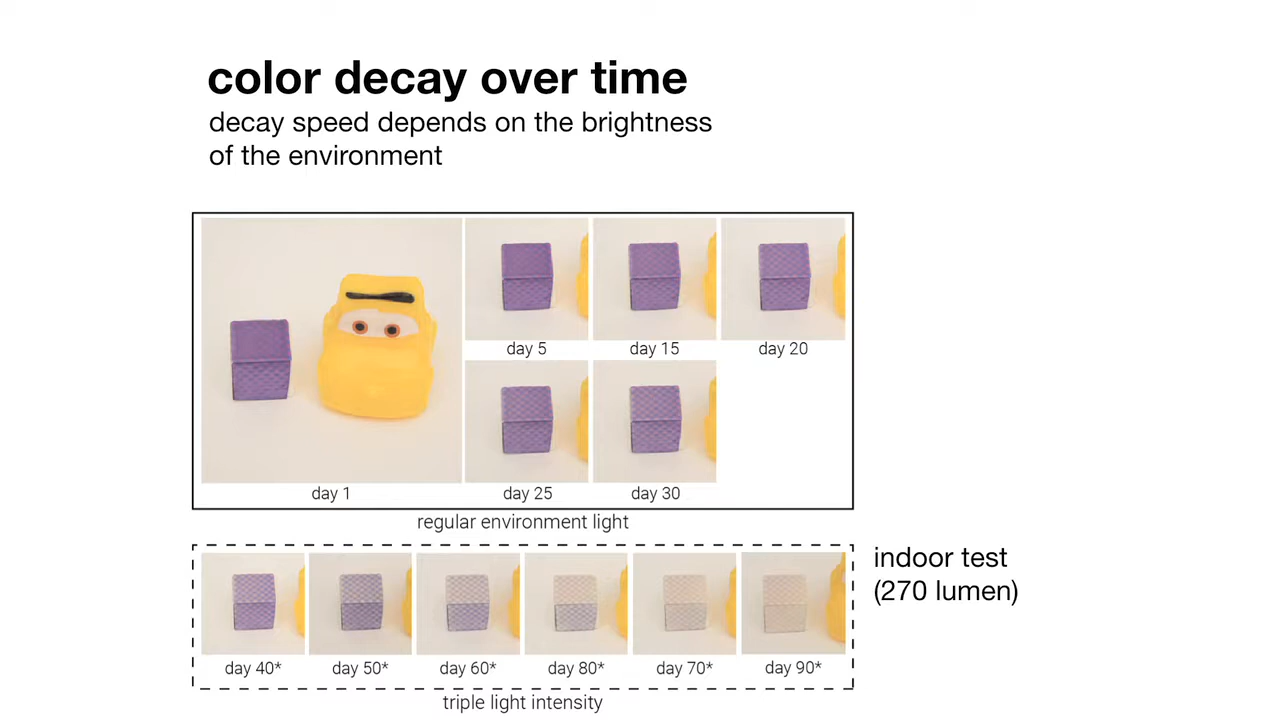 color decay over time
decay speed depends on the brightness
of the environment
day 5
day 15
day 20
day 1
day 25
day 30
regular environment light
indoor test
(270 lumen)
day 40*
day 50*
day 60*
day 80*
day 70*
day 90*
triple light intensity